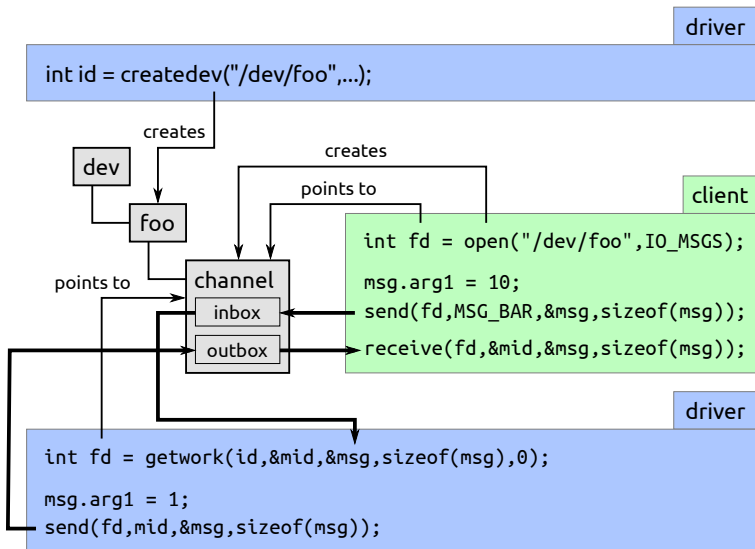 driver
int id = createdev("/dev/foo",...);
creates
dev
creates
points to
client
foo
int fd = open("/dev/foo",IO_MSGS);
channel
points to
msg.arg1 = 10;
inbox
send(fd,MSG_BAR,&msg,sizeof(msg));
outbox
receive(fd,&mid,&msg,sizeof(msg));
driver
int fd = getwork(id,&mid,&msg,sizeof(msg),0);
msg.arg1 = 1;
send(fd,mid,&msg,sizeof(msg));